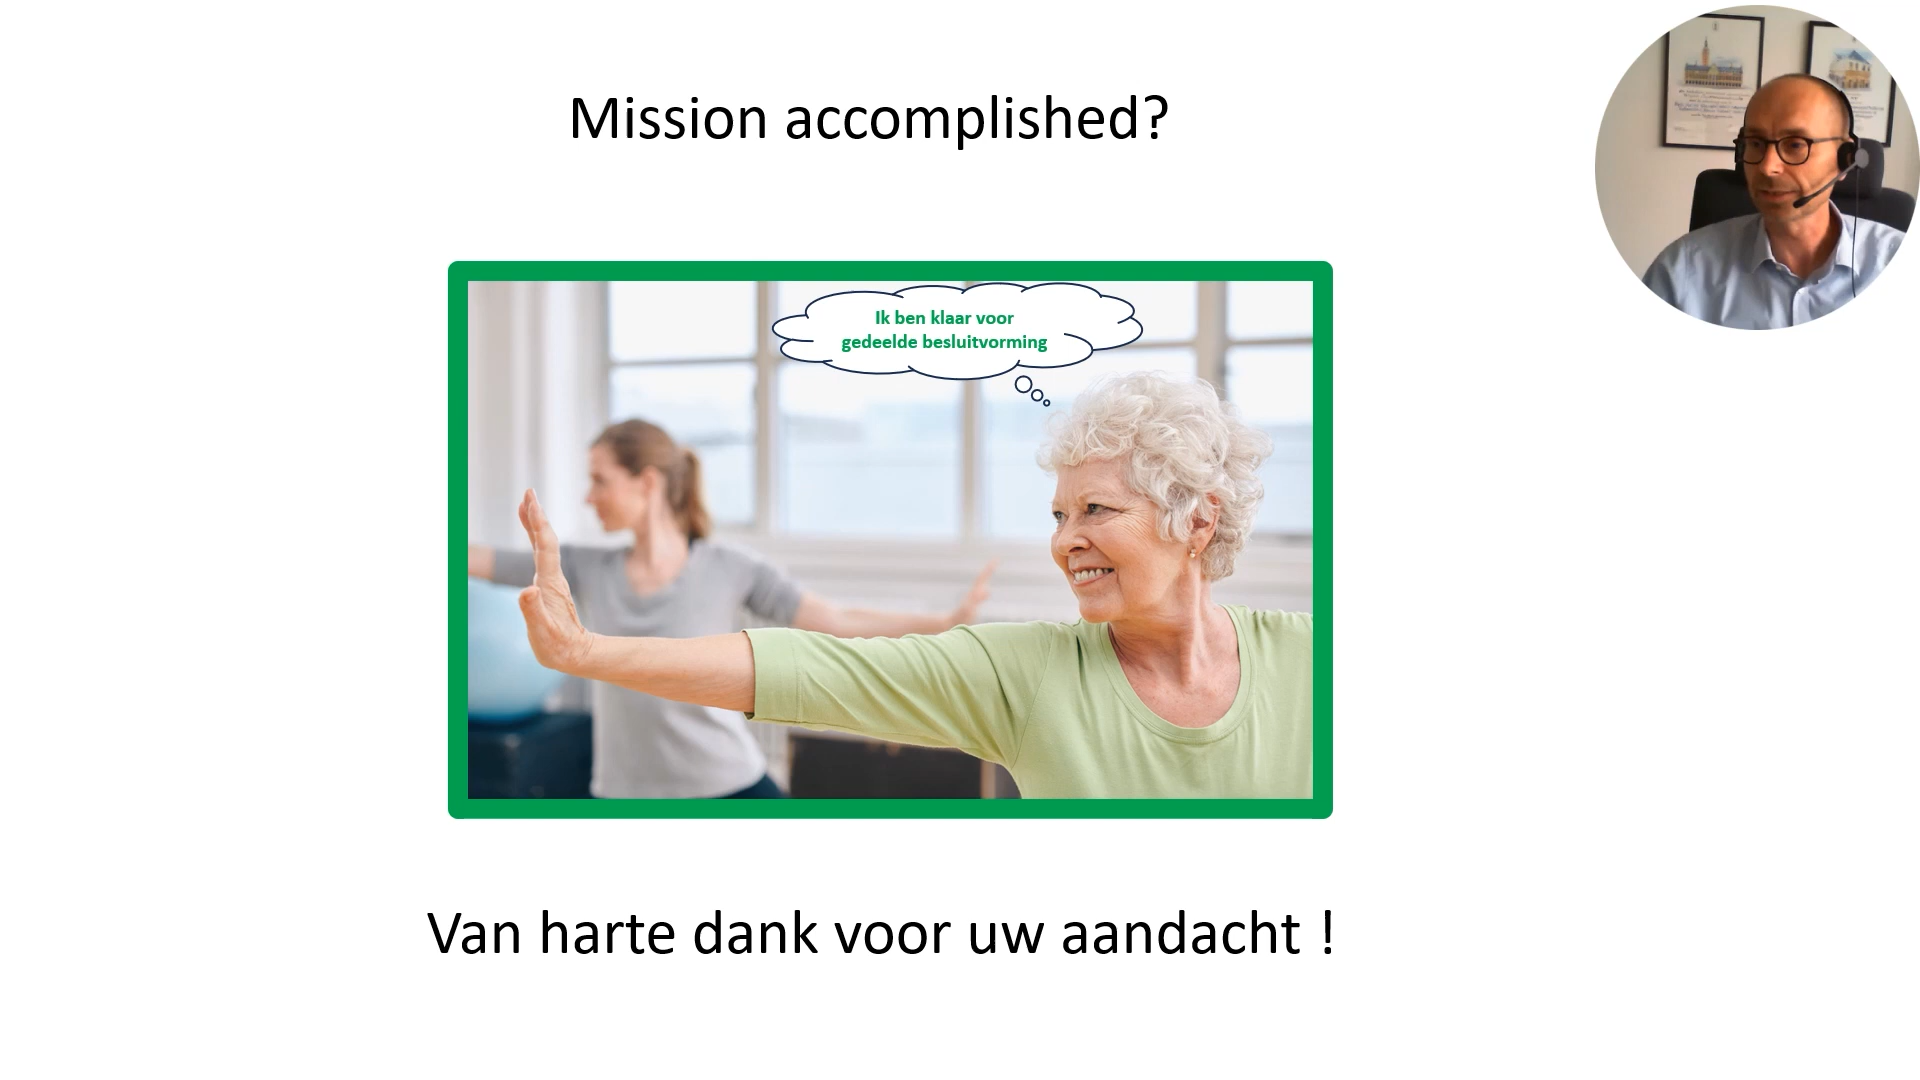 Mission accomplished?
Ik ben klaar voor
gedeelde besluitvorming
Van harte dank voor uw aandacht !